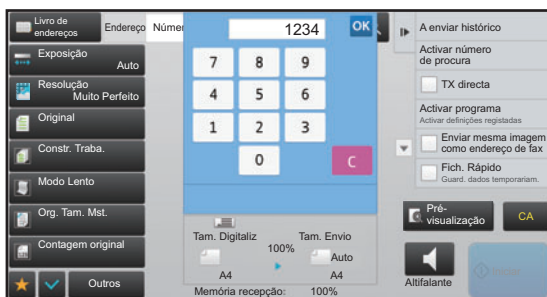 Livro de
endereços
Endereço
Númer
1234
OK
Exposição
Auto
Resolução
Muito Perfeito
Original
Constr. Traba.
Modo Lento
Org. Tam. Mst.
Contagem original
Outros
7 8 9
4 5 6
1 2 3
0 C
Tam. Digitaliz
100%
Tam. Envio
Auto
A4
A4
Memória recepção: 100%
A enviar histórico
Activar número
de procura
TX directa
Activar programa
Activar definições registadas
Enviar mesma imagem
como endereço de fax
Fich. Rápido
Guard. dados temporariam.
Pré-
visualização
CA
Altifalante